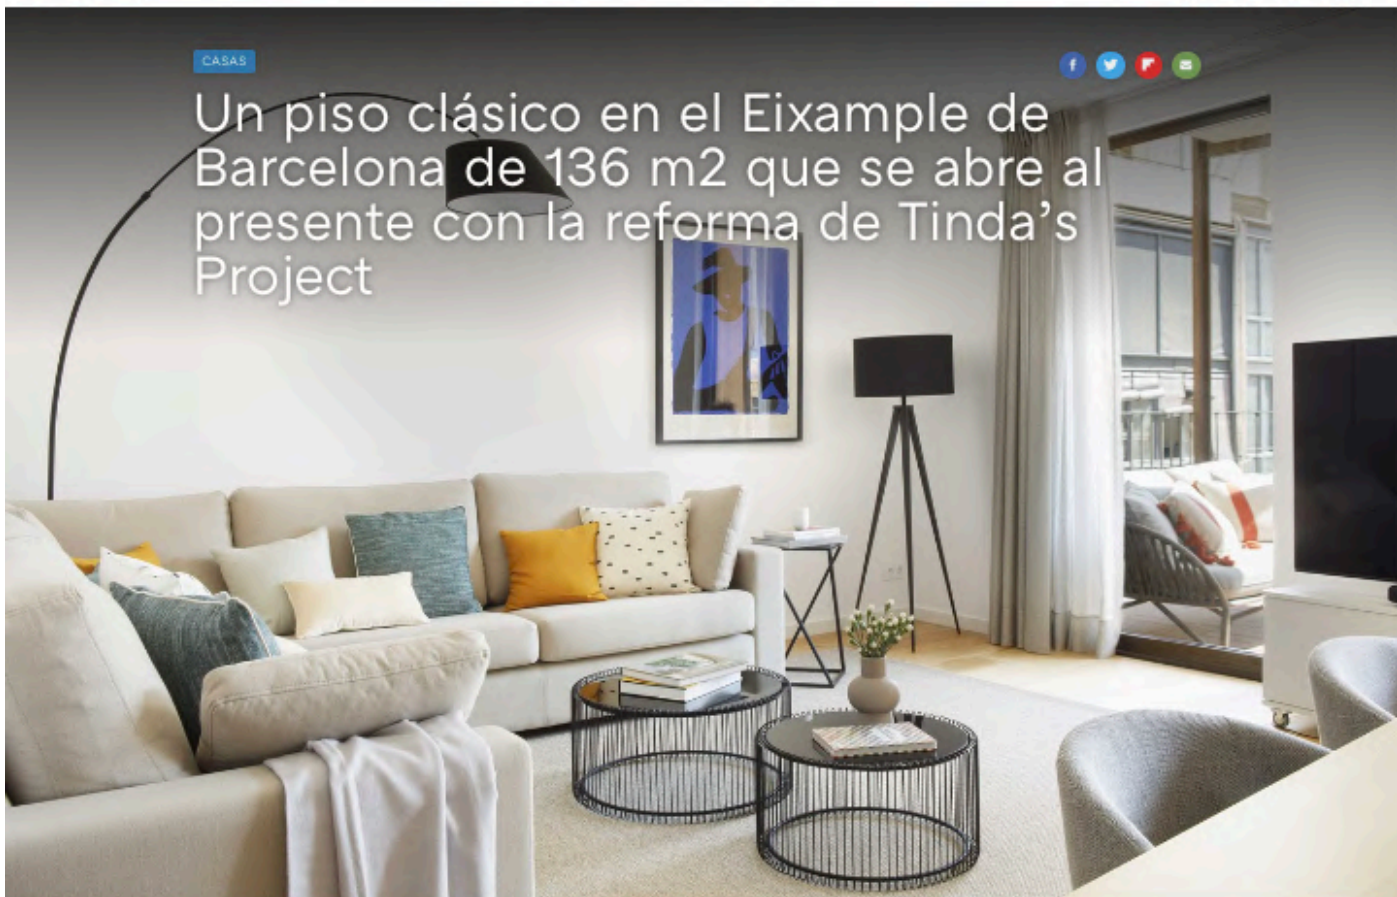 CASAS
Un piso clásico en el Eixample de
Barcelona de 136 m2 que se abre al
presente con la reforma de Tinda's
Project